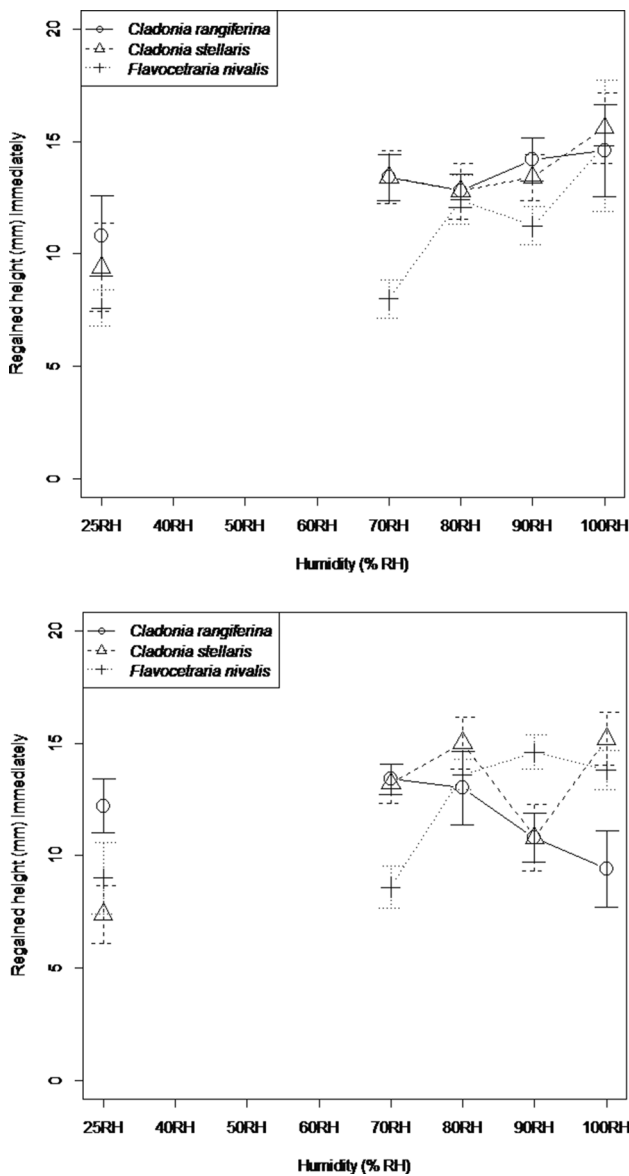 20
15
10
5
0
Regained height (mm) Immediately
Cladonia rangiferina
Cladonia stellaris
Flavocetraria nivalis
25RH 40RH 50RH 60RH 70RH 80RH 90RH 100RH
Humidity (% RH)
20
15
10
5
0
Regained height (mm) Immediately
Cladonia rangiferina
Cladonia stellaris
Flavocetraria nivalis
25RH 40RH 50RH 60RH 70RH 80RH 90RH 100RH
Humidity (% RH)